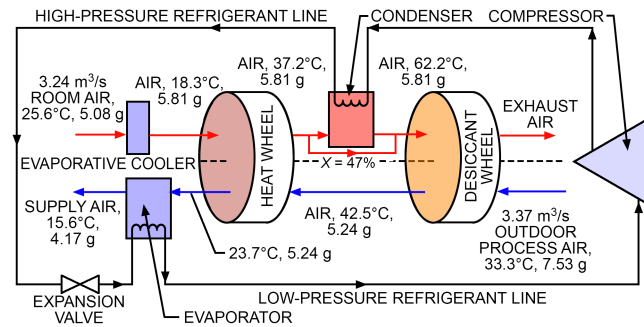 HIGH-PRESSURE REFRIGERANT LINE
CONDENSER
COMPRESSOR
3.24 m³/s
ROOM AIR,
25.6°C, 5.08 g
AIR, 18.3°C,
5.81 g
AIR, 37.2°C,
5.81 g
AIR, 62.2°C,
5.81 g
EXHAUST
AIR
EVAPORATIVE COOLER
HEAT WHEEL
X = 47%
DESICCANT
WHEEL
SUPPLY AIR,
15.6°C,
4.17 g
23.7°C, 5.24 g
AIR, 42.5°C,
5.24 g
3.37 m³/s
OUTDOOR
PROCESS AIR,
33.3°C, 7.53 g
EXPANSION
VALVE
EVAPORATOR
LOW-PRESSURE REFRIGERANT LINE